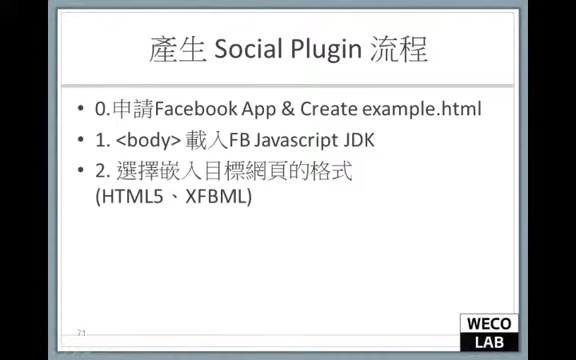 產生 Social Plugin 流程
• 0.申請Facebook App & Create example.html
• 1. <body> 載入FB Javascript JDK
• 2. 選擇嵌入目標網頁的格式
(HTML5、XFBML)
71
WECO
LAB